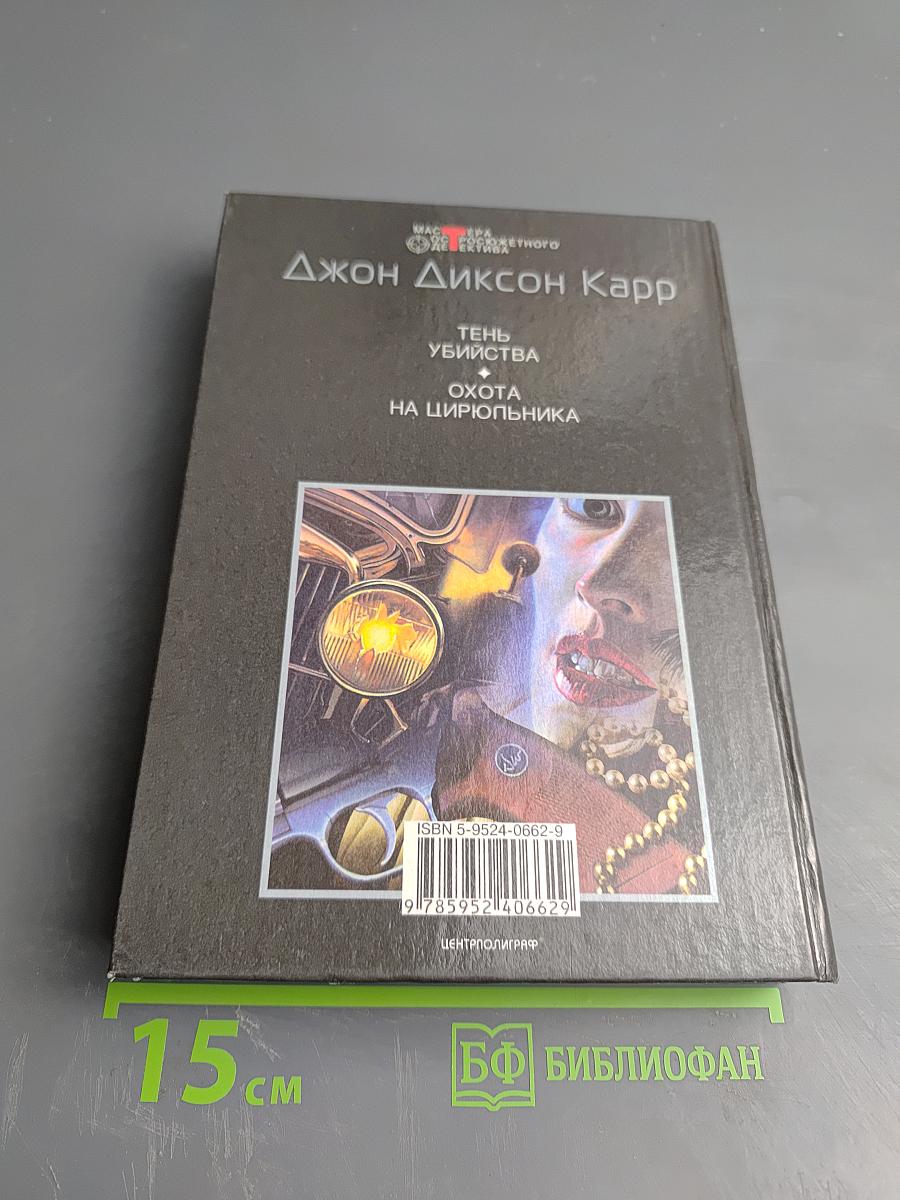 МАСТЕРА
ОСТРОСЮЖЕТНОГО
ДЕТЕКТИВА
Джон Диксон Карр
ТЕНЬ
УБИЙСТВА
ОХОТА
НА ЦИРЮЛЬНИКА
ISBN 5-9524-0662-9
9 785952 406629
ЦЕНТРПОЛИГРАФ
15 см
БФ БИБЛИОФАН